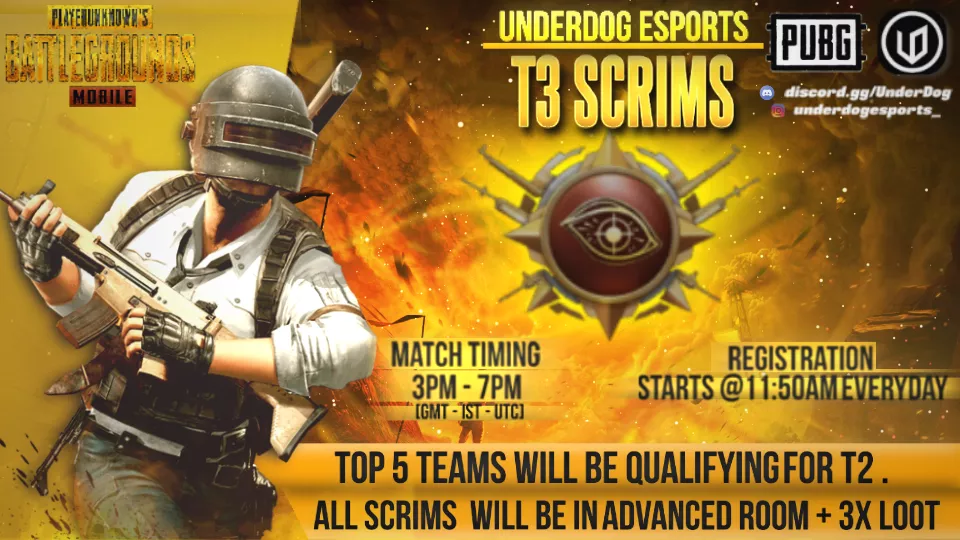 PLAYERUNKNOWN'S
BATTLEGROUNDS
MOBILE
UNDERDOG ESPORTS
T3 SCRIMS
PUBG
discord.gg/UnderDog
underdogesports_
MATCH TIMING
3PM - 7PM
(GMT - IST - UTC)
REGISTRATION
STARTS @11:50AM EVERYDAY
TOP 5 TEAMS WILL BE QUALIFYING FOR T2 .
ALL SCRIMS WILL BE IN ADVANCED ROOM + 3X LOOT